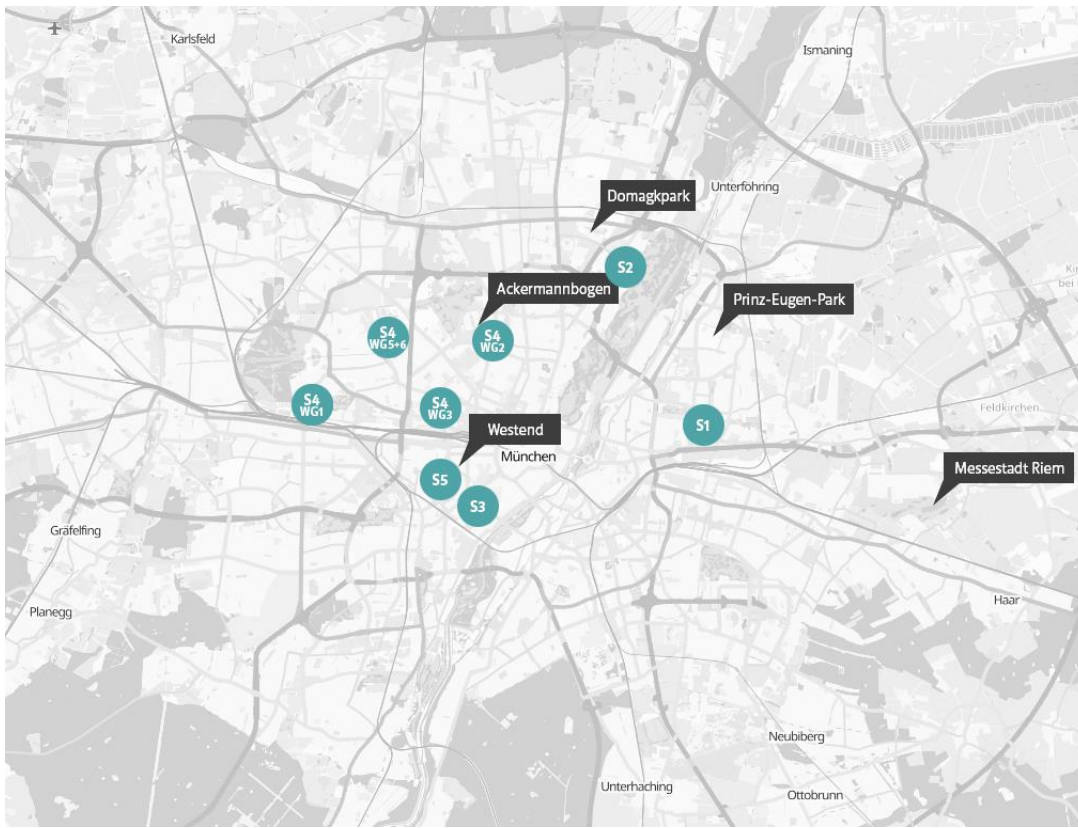 Karlsfeld
Ismaning
Unterföhring
Domagkpark
S2
Ackermannbogen
Prinz-Eugen-Park
S4
WG5+6
S4
WG2
S4
WG1
S4
WG3
S1
Feldkirchen
Westend
München
Messestadt Riem
S5
S3
Gräfelfing
Planegg
Haar
Neubiberg
Unterhaching
Ottobrunn